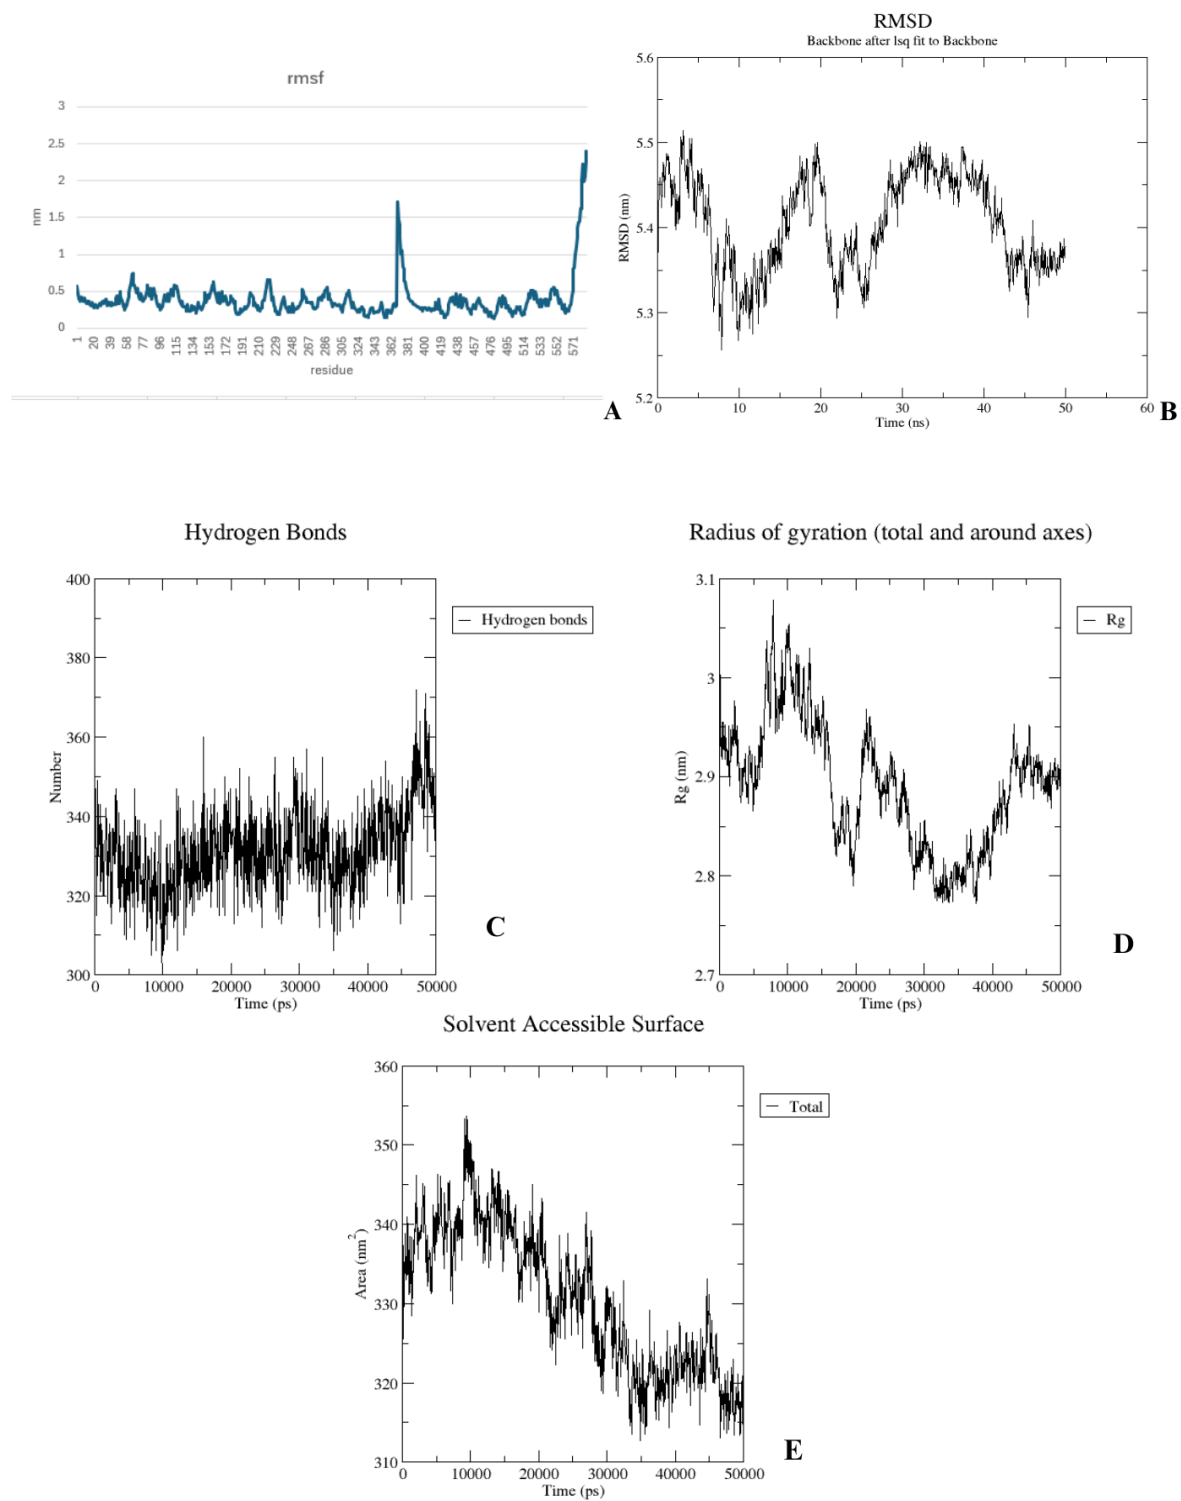 rmsf
3
2.5
2
1.5
1
0.5
0
nm
1 20 39 58 77 96 115 134 153 172 191 210 229 248 267 286 305 324 343 362 381 400 419 438 457 476 495 514 533 552 571
residue
A
RMSD
Backbone after lsq fit to Backbone
5.6
5.5
5.4
5.3
5.2
RMSD (nm)
0 10 20 30 40 50 60
Time (ns)
B
Hydrogen Bonds
400
380
360
340
320
300
Number
Hydrogen bonds
0 10000 20000 30000 40000 50000
Time (ps)
C
Radius of gyration (total and around axes)
3.1
3
2.9
2.8
2.7
Rg (nm)
Rg
0 10000 20000 30000 40000 50000
Time (ps)
D
Solvent Accessible Surface
360
350
340
330
320
310
Area (nm²)
Total
0 10000 20000 30000 40000 50000
Time (ps)
E